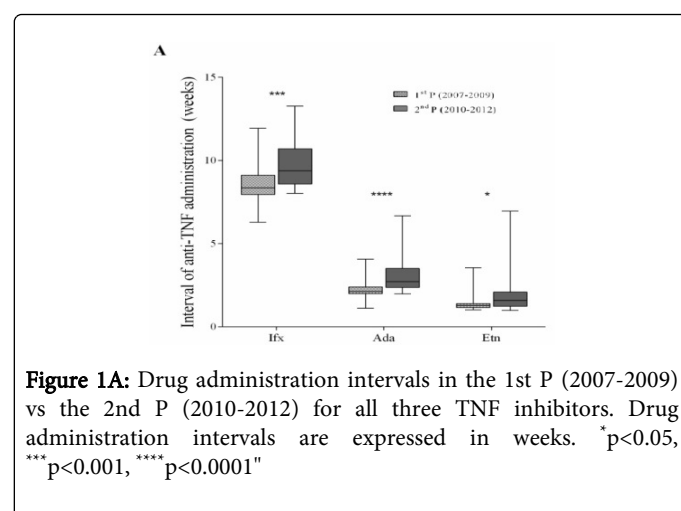 A
Interval of anti-TNF administration (weeks)
15
10
5
0
***
****
*
1st P (2007-2009)
2nd P (2010-2012)
Ifx Ada Etn
Figure 1A: Drug administration intervals in the 1st P (2007-2009)
vs the 2nd P (2010-2012) for all three TNF inhibitors. Drug
administration intervals are expressed in weeks. *p<0.05,
***p<0.001, ****p<0.0001"